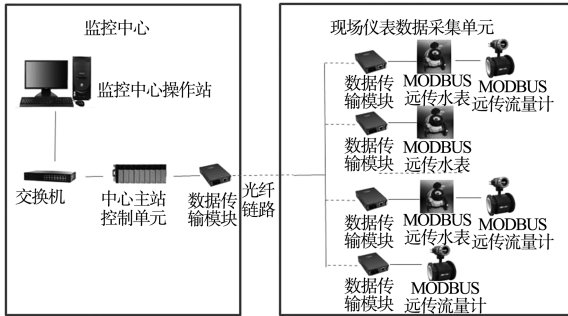 监控中心
监控中心操作站
交换机
中心主站
控制单元
数据传
输模块
光纤
链路
现场仪表数据采集单元
数据传
输模块
MODBUS
远传水表
MODBUS
远传流量计
数据传
输模块
MODBUS
远传水表
数据传
输模块
MODBUS
远传水表
MODBUS
远传流量计
数据传
输模块
MODBUS
远传流量计